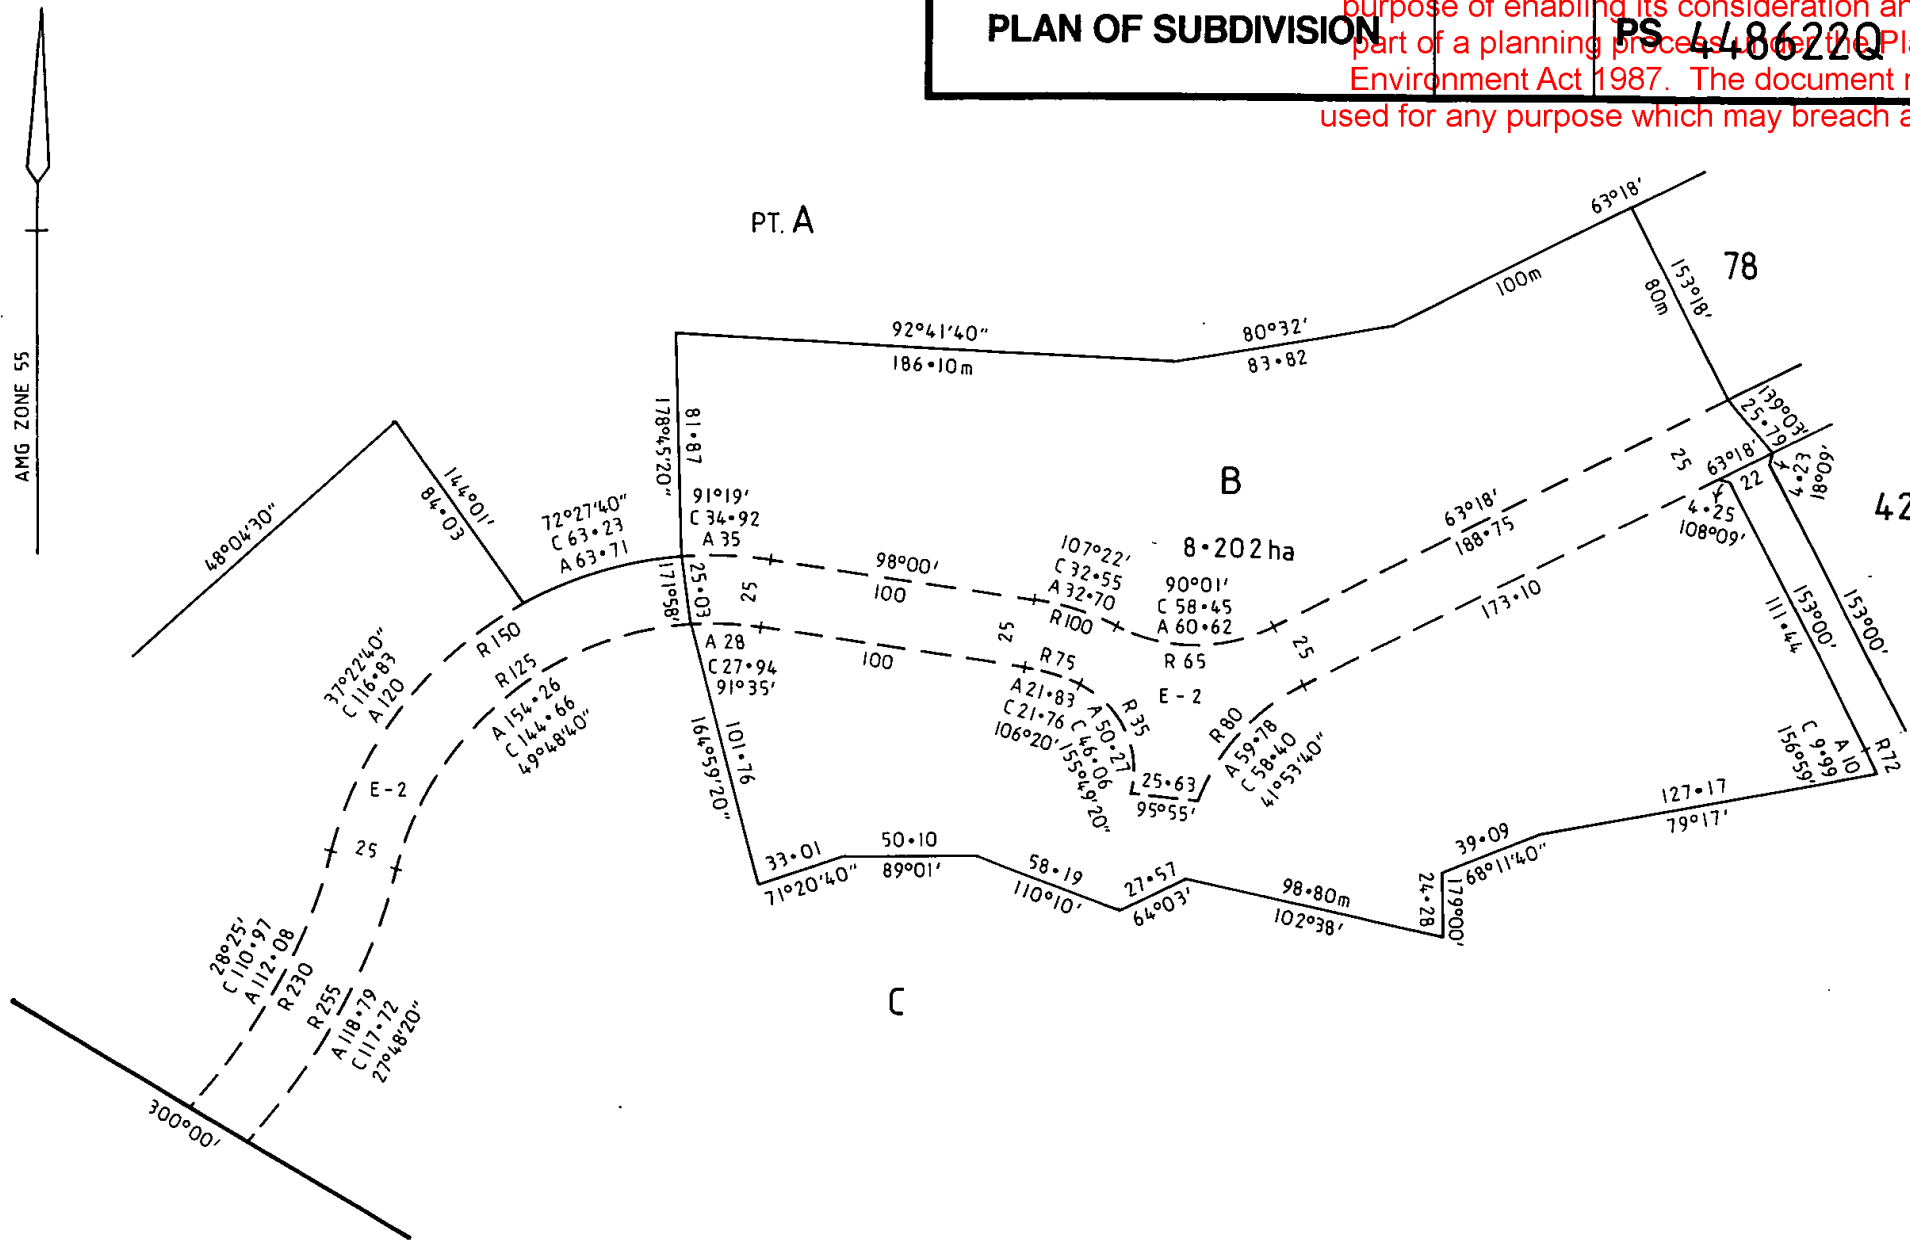 PLAN OF SUBDIVISION
PS 448622Q
purpose of enabling its consideration
part of a planning process under the
Environment Act 1987. The document
used for any purpose which may breach
AMG ZONE 55
PT. A
63°18'
153°18'
80m
78
100m
92°41'40"
186·10m
80°32'
83·82
139°03'
25·79
63°18'
22
4·23
18°09'
42
4·25
108°09'
25
178°45'20"
81·87
B
8·202ha
144°01'
84·03
48°04'30"
72°27'40"
C 63·23
A 63·71
91°19'
C 34·92
A 35
171°58'
25·03
25
98°00'
100
107°22'
C 32·55
A 32·70
R100
90°01'
C 58·45
A 60·62
R 65
63°18'
188·75
173·10
25
111·44
153°00'
153°00'
37°22'40"
C 116·83
A 120
R150
R125
A 154·26
C 144·66
49°48'40"
A 28
C 27·94
91°35'
100
25
R 75
A 21·83
C 21·76
106°20'
R 35
A 50·27
C 46·06
155°49'20"
E-2
25·63
95°55'
R80
A 59·78
C 58·40
41°53'40"
R72
A 10
C 9·99
156°59'
164°59'20"
101·76
E-2
25
33·01
71°20'40"
50·10
89°01'
58·19
110°10'
27·57
64°03'
98·80m
102°38'
24·28
179°00'
39·09
68°11'40"
127·17
79°17'
28°25'
C 110·97
A 112·08
R 230
R 255
A 118·79
C 117·72
27°48'20"
C
300°00'